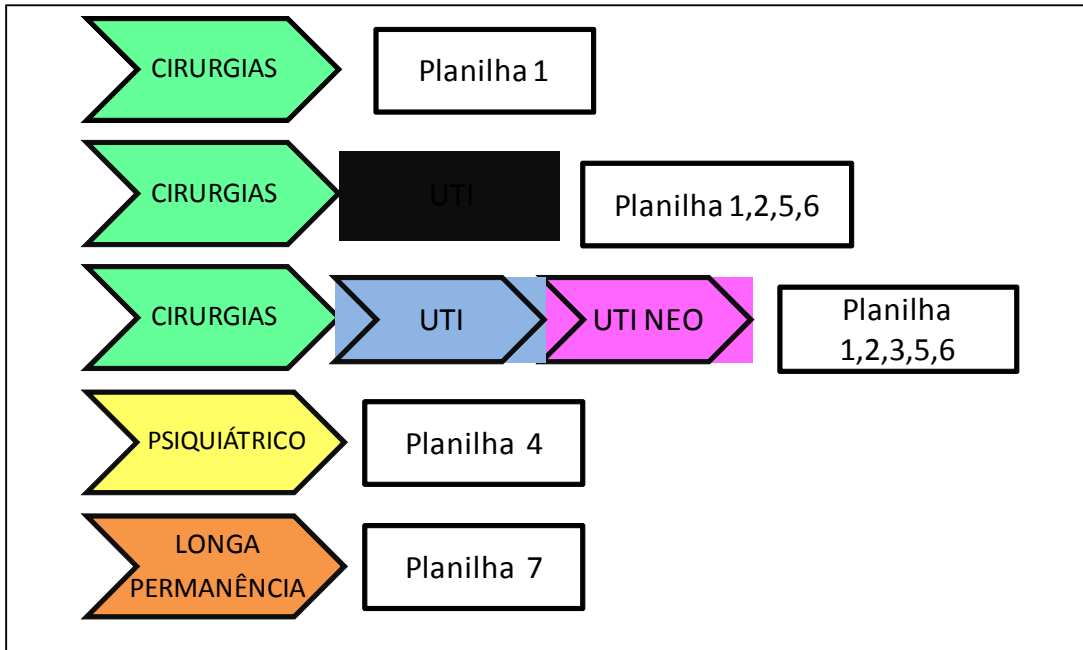 CIRURGIAS
Planilha 1
CIRURGIAS
UTI
Planilha 1,2,5,6
CIRURGIAS
UTI
UTI NEO
Planilha
1,2,3,5,6
PSIQUIÁTRICO
Planilha 4
LONGA
PERMANÊNCIA
Planilha 7